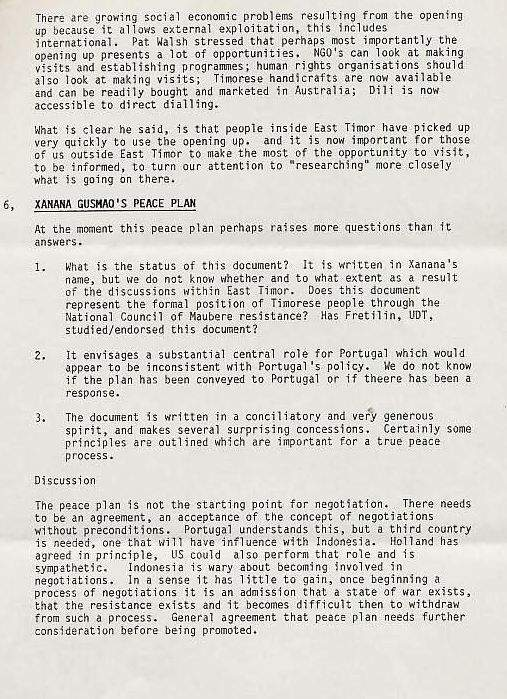 There are growing social economic problems resulting from the opening
up because it allows external exploitation, this includes
international.  Pat Walsh stressed that perhaps most importantly the
opening up presents a lot of opportunities.  NGO's can look at making
visits and establishing programmes; human rights organisations should
also look at making visits;  Timorese handicrafts are now available
and can be readily bought and marketed in Australia;  Dili is now
accessible to direct dialling.
What is clear he said, is that people inside East Timor have picked up
very quickly to use the opening up.  and it is now important for those
of us outside East Timor to make the most of the opportunity to visit,
to be informed, to turn our attention to "researching" more closely
what is going on there.
6,  XANANA GUSMAO'S PEACE PLAN
At the moment this peace plan perhaps raises more questions than it
answers.
1.  What is the status of this document?  It is written in Xanana's
name, but we do not know whether and to what extent as a result
of the discussions within East Timor.  Does this document
represent the formal position of Timorese people through the
National Council of Maubere resistance?  Has Fretilin, UDT,
studied/endorsed this document?
2.  It envisages a substantial central role for Portugal which would
appear to be inconsistent with Portugal's policy.  We do not know
if the plan has been conveyed to Portugal or if theere has been a
response.
3.  The document is written in a conciliatory and very generous
spirit, and makes several surprising concessions.  Certainly some
principles are outlined which are important for a true peace
process.
Discussion
The peace plan is not the starting point for negotiation.  There needs
to be an agreement, an acceptance of the concept of negotiations
without preconditions.  Portugal understands this, but a third country
is needed, one that will have influence with Indonesia.  Holland has
agreed in principle,  US could  also perform that role and is
sympathetic.   Indonesia is wary about becoming involved in
negotiations.  In a sense it has little to gain, once beginning a
process of negotiations it is an admission that a state of war exists,
that the resistance exists and it becomes difficult then to withdraw
from such a process.  General agreement that peace plan needs further
consideration before being promoted.